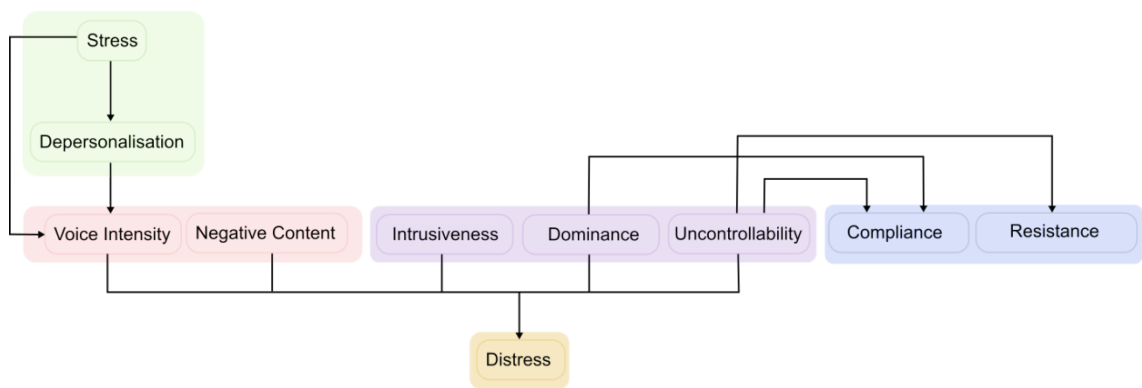 Stress
Depersonalisation
Voice Intensity
Negative Content
Intrusiveness
Dominance
Uncontrollability
Compliance
Resistance
Distress